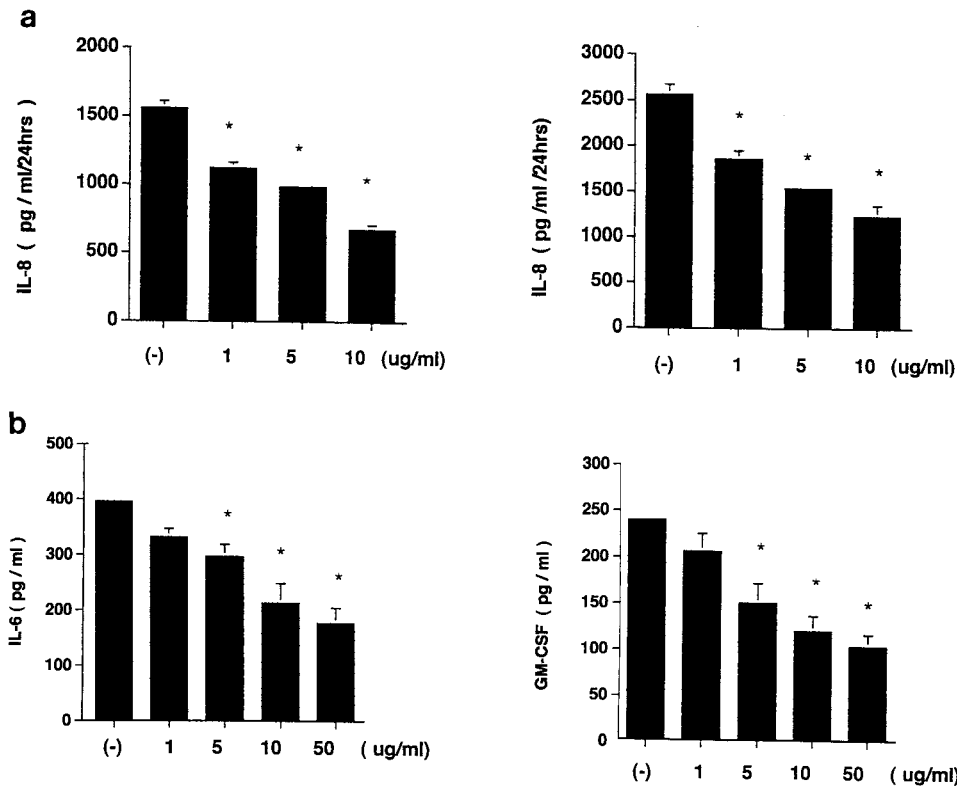 a
2000
1500
1000
500
0
IL-8 ( pg / ml / 24hrs )
* * *
(-) 1 5 10 (ug/ml)
3000
2500
2000
1500
1000
500
0
IL-8 ( pg /ml /24hrs)
* * *
(-) 1 5 10 (ug/ml)
b
500
400
300
200
100
0
IL-6 ( pg / ml )
* * *
(-) 1 5 10 50 ( ug/ml)
300
250
200
150
100
50
0
GM-CSF ( pg / ml )
* * *
(-) 1 5 10 50 ( ug/ml)